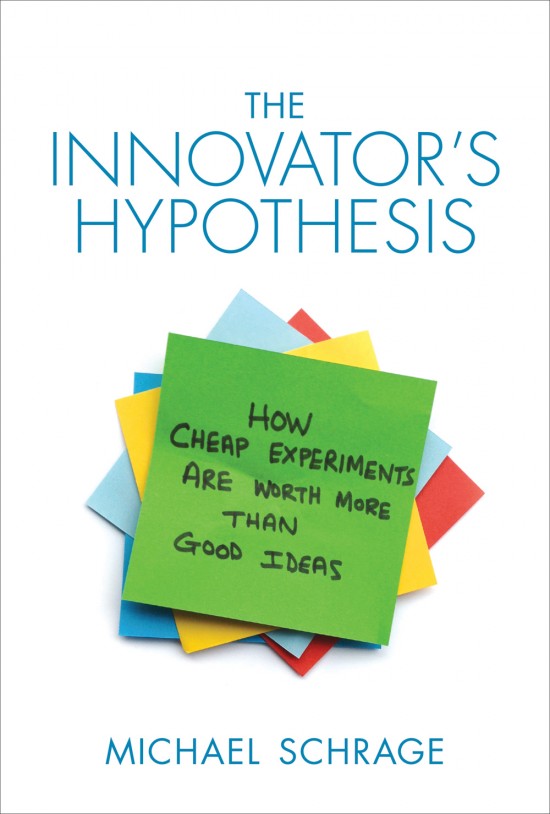 THE
INNOVATOR'S
HYPOTHESIS
HOW
CHEAP EXPERIMENTS
ARE WORTH MORE
THAN
GOOD IDEAS
MICHAEL SCHRAGE